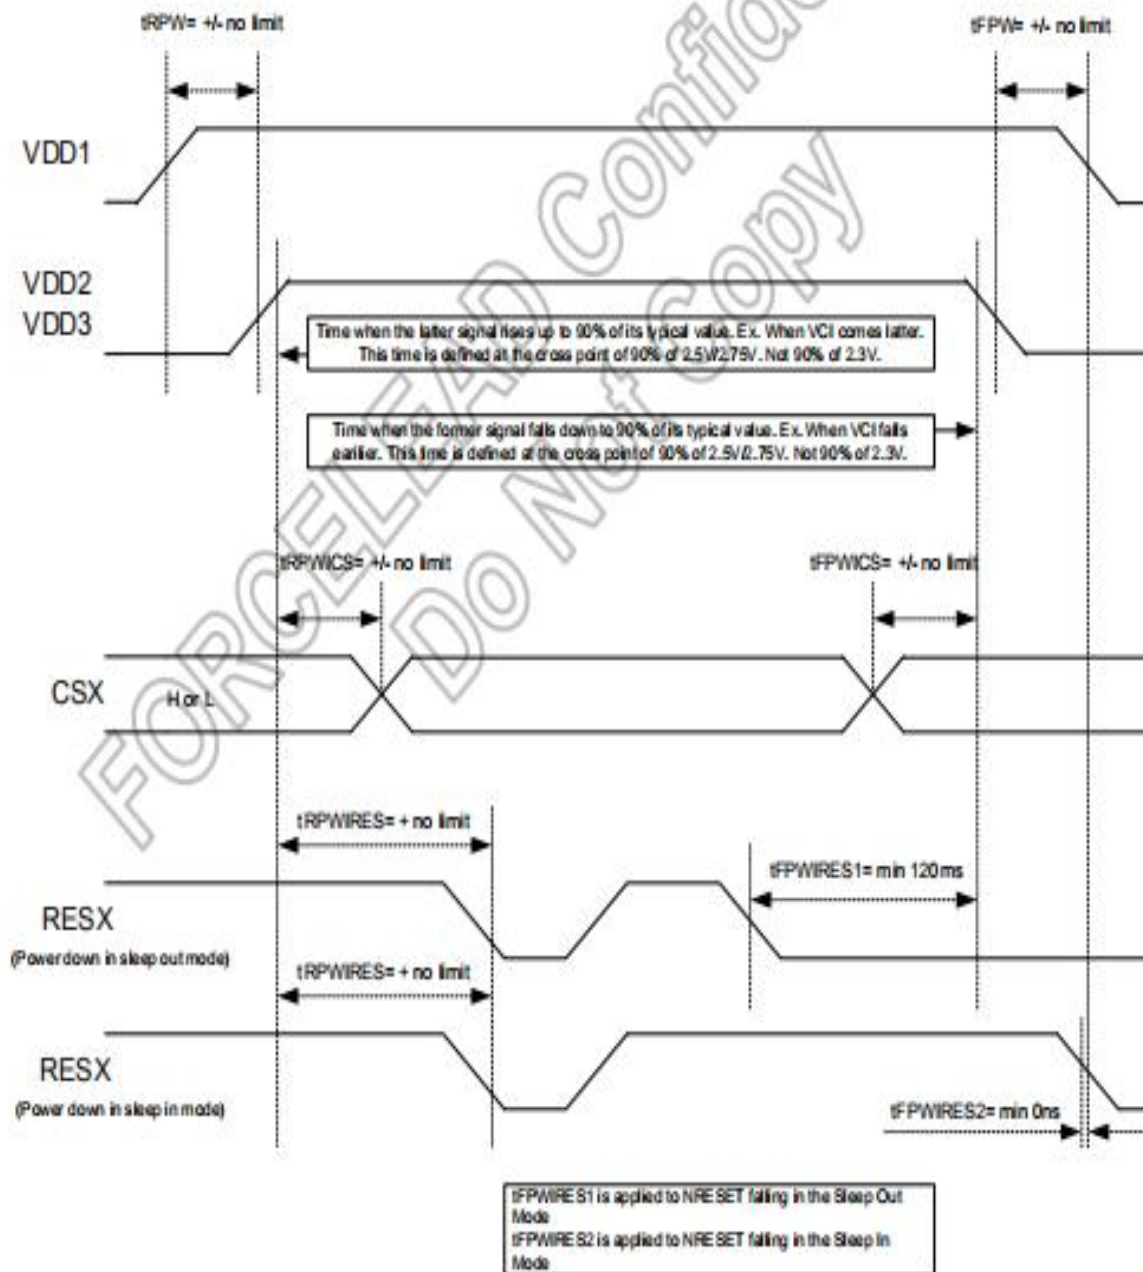 tRPW= +/- no limit
tFPW= +/- no limit
VDD1
VDD2
VDD3
Time when the latter signal rises up to 90% of its typical value. Ex. When VCI comes latter.
This time is defined at the cross point of 90% of 2.5V/2.75V. Not 90% of 2.3V.
Time when the former signal falls down to 90% of its typical value. Ex. When VCI falls
earlier. This time is defined at the cross point of 90% of 2.5V/2.75V. Not 90% of 2.3V.
tRPWICS= +/- no limit
tFPWICS= +/- no limit
CSX
H or L
tRPWIRES= + no limit
tFPWIRES1= min 120ms
RESX
(Power down in sleep out mode)
tRPWIRES= + no limit
RESX
(Power down in sleep in mode)
tFPWIRES2= min 0ns
tFPWIRES1 is applied to NRESET falling in the Sleep Out
Mode
tFPWIRES2 is applied to NRESET falling in the Sleep In
Mode
FORCELEAD
Do Not Copy